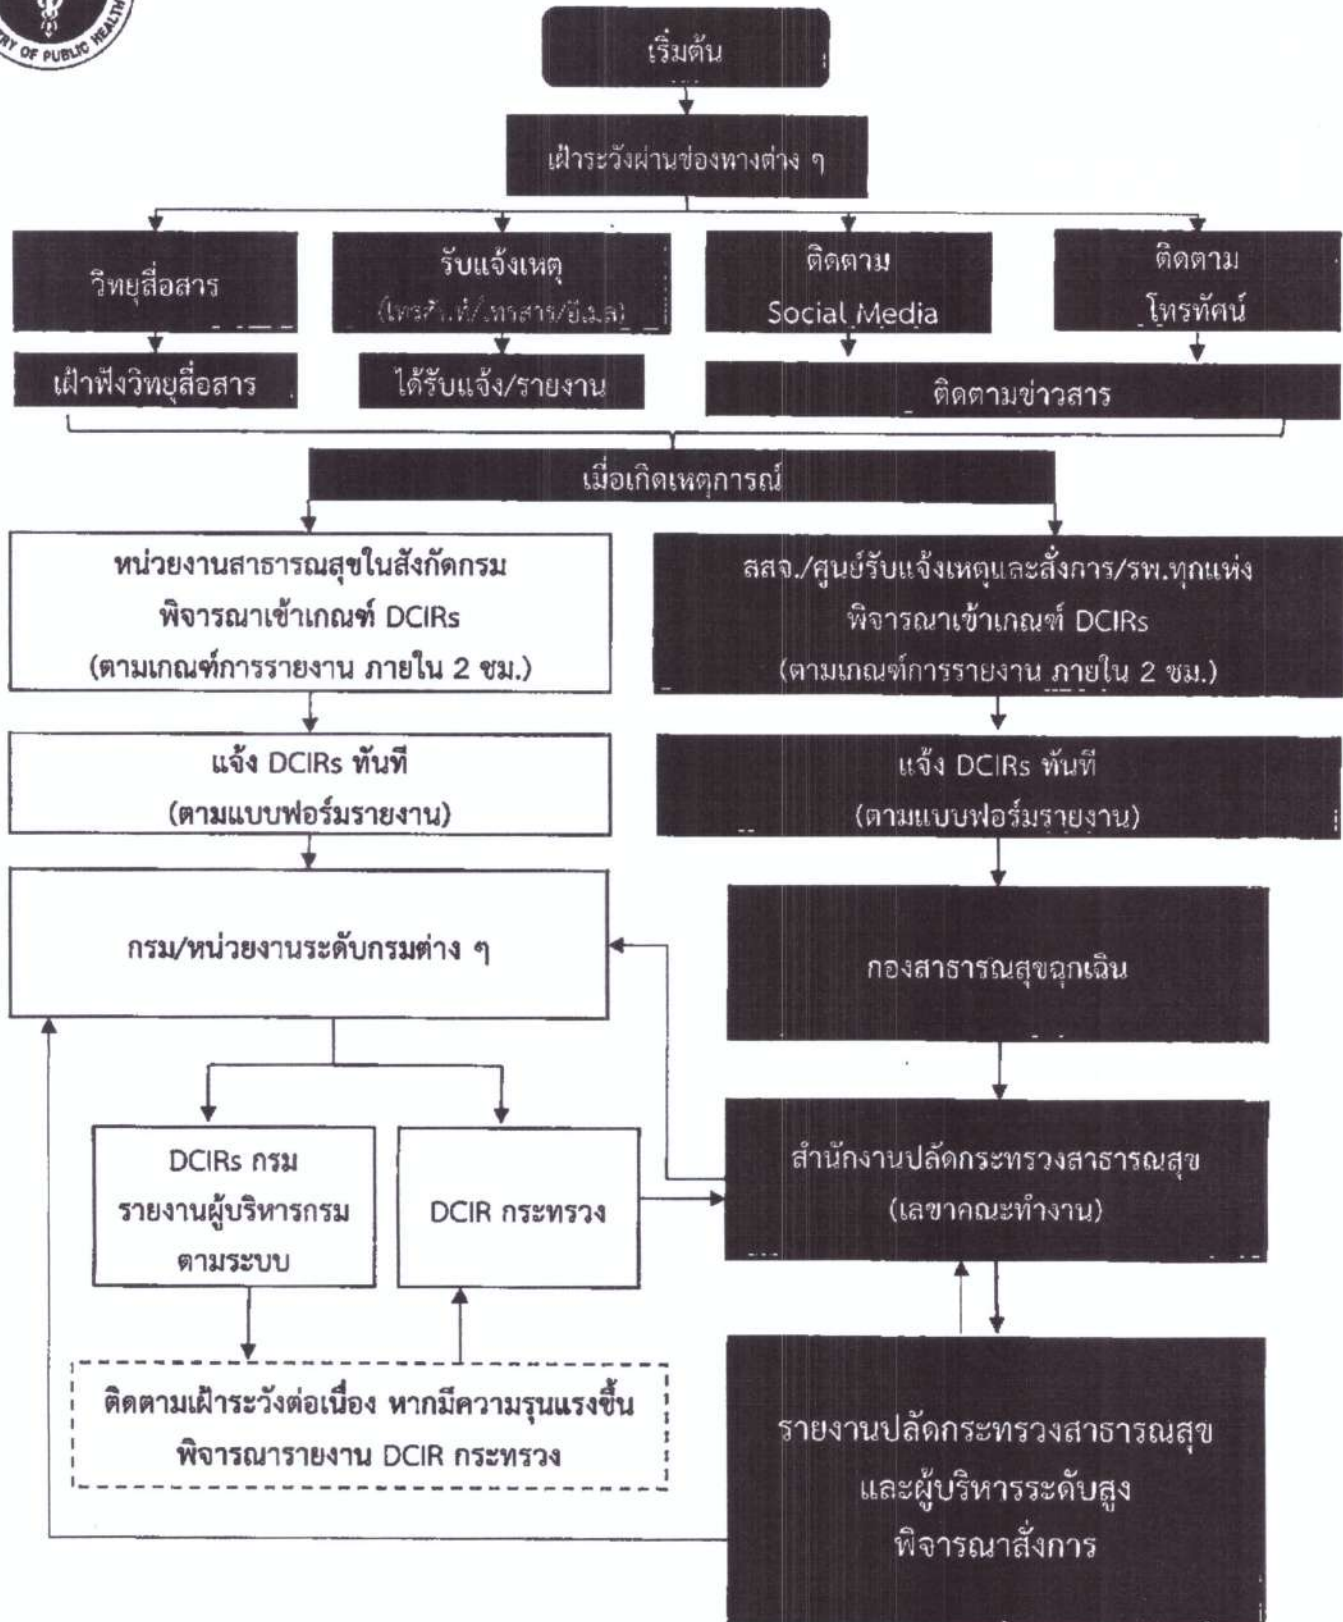 RY OF PUBLIC HEALTH
เริ่มต้น
เฝ้าระวังผ่านช่องทางต่าง ๆ
วิทยุสื่อสาร
รับแจ้งเหตุ
(โทรศัพท์/โทรสาร/อีเมล)
ติดตาม
Social Media
ติดตาม
โทรทัศน์
เฝ้าฟังวิทยุสื่อสาร
ได้รับแจ้ง/รายงาน
ติดตามข่าวสาร
เมื่อเกิดเหตุการณ์
หน่วยงานสาธารณสุขในสังกัดกรม
พิจารณาเข้าเกณฑ์ DCIRs
(ตามเกณฑ์การรายงาน ภายใน 2 ชม.)
สสจ./ศูนย์รับแจ้งเหตุและสั่งการ/รพ.ทุกแห่ง
พิจารณาเข้าเกณฑ์ DCIRs
(ตามเกณฑ์การรายงาน ภายใน 2 ชม.)
แจ้ง DCIRs ทันที
(ตามแบบฟอร์มรายงาน)
แจ้ง DCIRs ทันที
(ตามแบบฟอร์มรายงาน)
กรม/หน่วยงานระดับกรมต่าง ๆ
กองสาธารณสุขฉุกเฉิน
DCIRs กรม
รายงานผู้บริหารกรม
ตามระบบ
DCIR กระทรวง
สำนักงานปลัดกระทรวงสาธารณสุข
(เลขาคณะทำงาน)
ติดตามเฝ้าระวังต่อเนื่อง หากมีความรุนแรงขึ้น
พิจารณารายงาน DCIR กระทรวง
รายงานปลัดกระทรวงสาธารณสุข
และผู้บริหารระดับสูง
พิจารณาสั่งการ